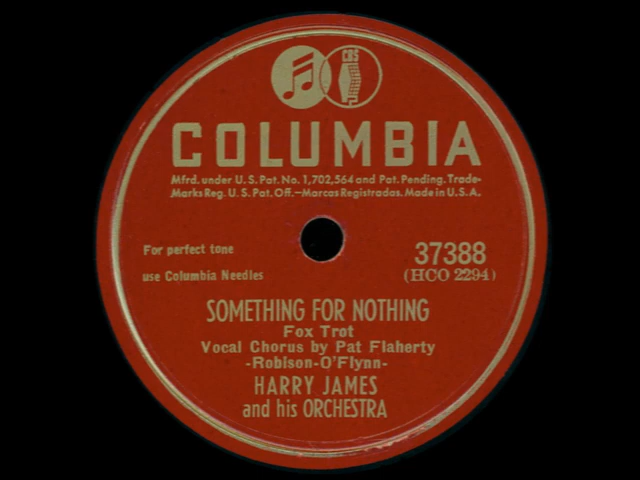 CBS
COLUMBIA
Mfrd. under U.S. Pat. No. 1,702,564 and Pat. Pending. Trade-
Marks Reg. U.S. Pat. Off.—Marcas Registradas. Made in U.S.A.
For perfect tone
use Columbia Needles
37388
(HCO 2294)
SOMETHING FOR NOTHING
Fox Trot
Vocal Chorus by Pat Flaherty
-Robison-O'Flynn-
HARRY JAMES
and his ORCHESTRA